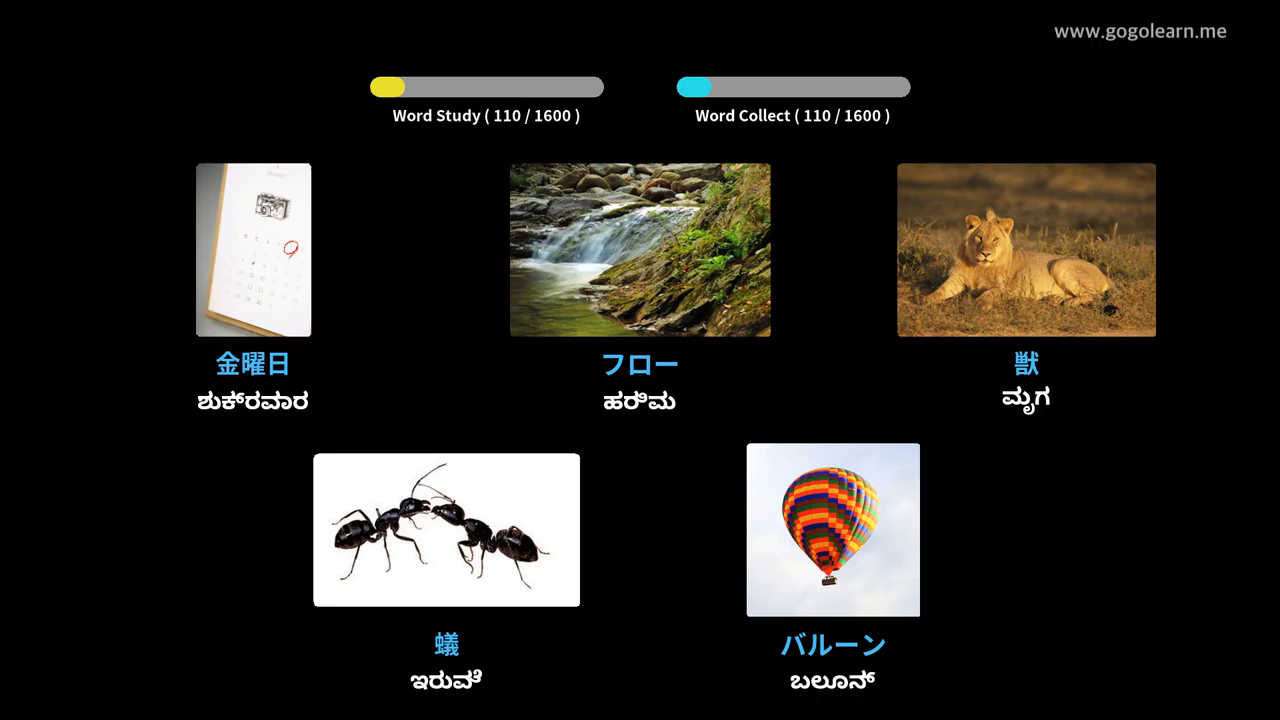 www.gogolearn.me
Word Study ( 110 / 1600 )
Word Collect ( 110 / 1600 )
金曜日
ಶುಕ್ರವಾರ
フロー
ಹರಿಮ
獣
ಮೃಗ
蟻
ಇರುವೆ
バルーン
ಬಲೂನ್